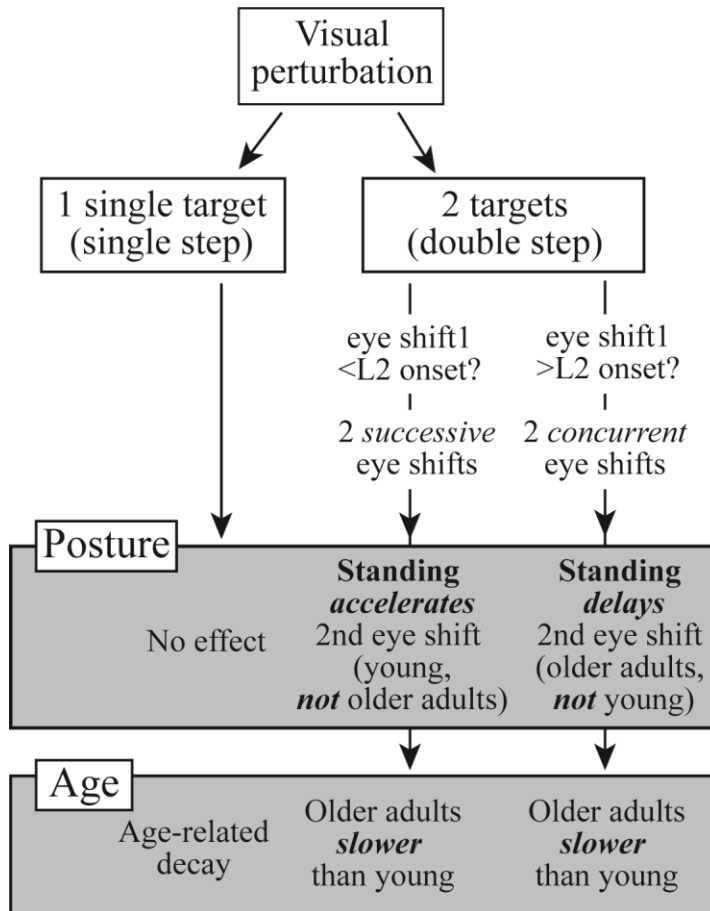 Visual
perturbation
1 single target
(single step)
2 targets
(double step)
eye shift1
<L2 onset?
2 successive
eye shifts
eye shift1
>L2 onset?
2 concurrent
eye shifts
Posture
No effect
Standing
accelerates
2nd eye shift
(young,
not older adults)
Standing
delays
2nd eye shift
(older adults,
not young)
Age
Age-related
decay
Older adults
slower
than young
Older adults
slower
than young